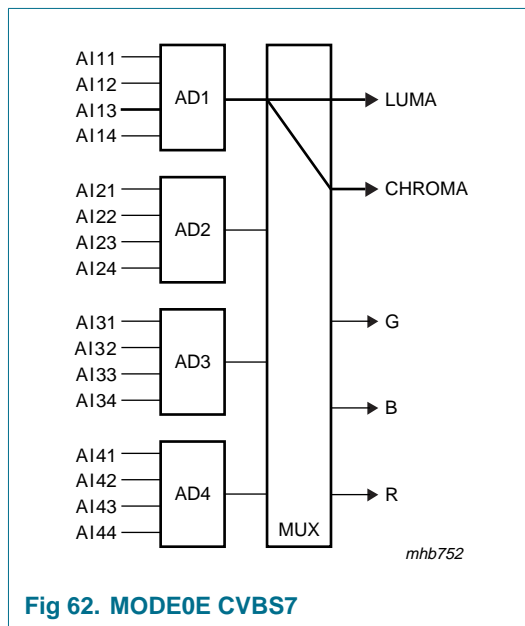 AI11
AI12
AI13
AI14
AD1
LUMA
CHROMA
AI21
AI22
AI23
AI24
AD2
AI31
AI32
AI33
AI34
AD3
G
B
AI41
AI42
AI43
AI44
AD4
R
MUX
mhb752
Fig 62. MODE0E CVBS7